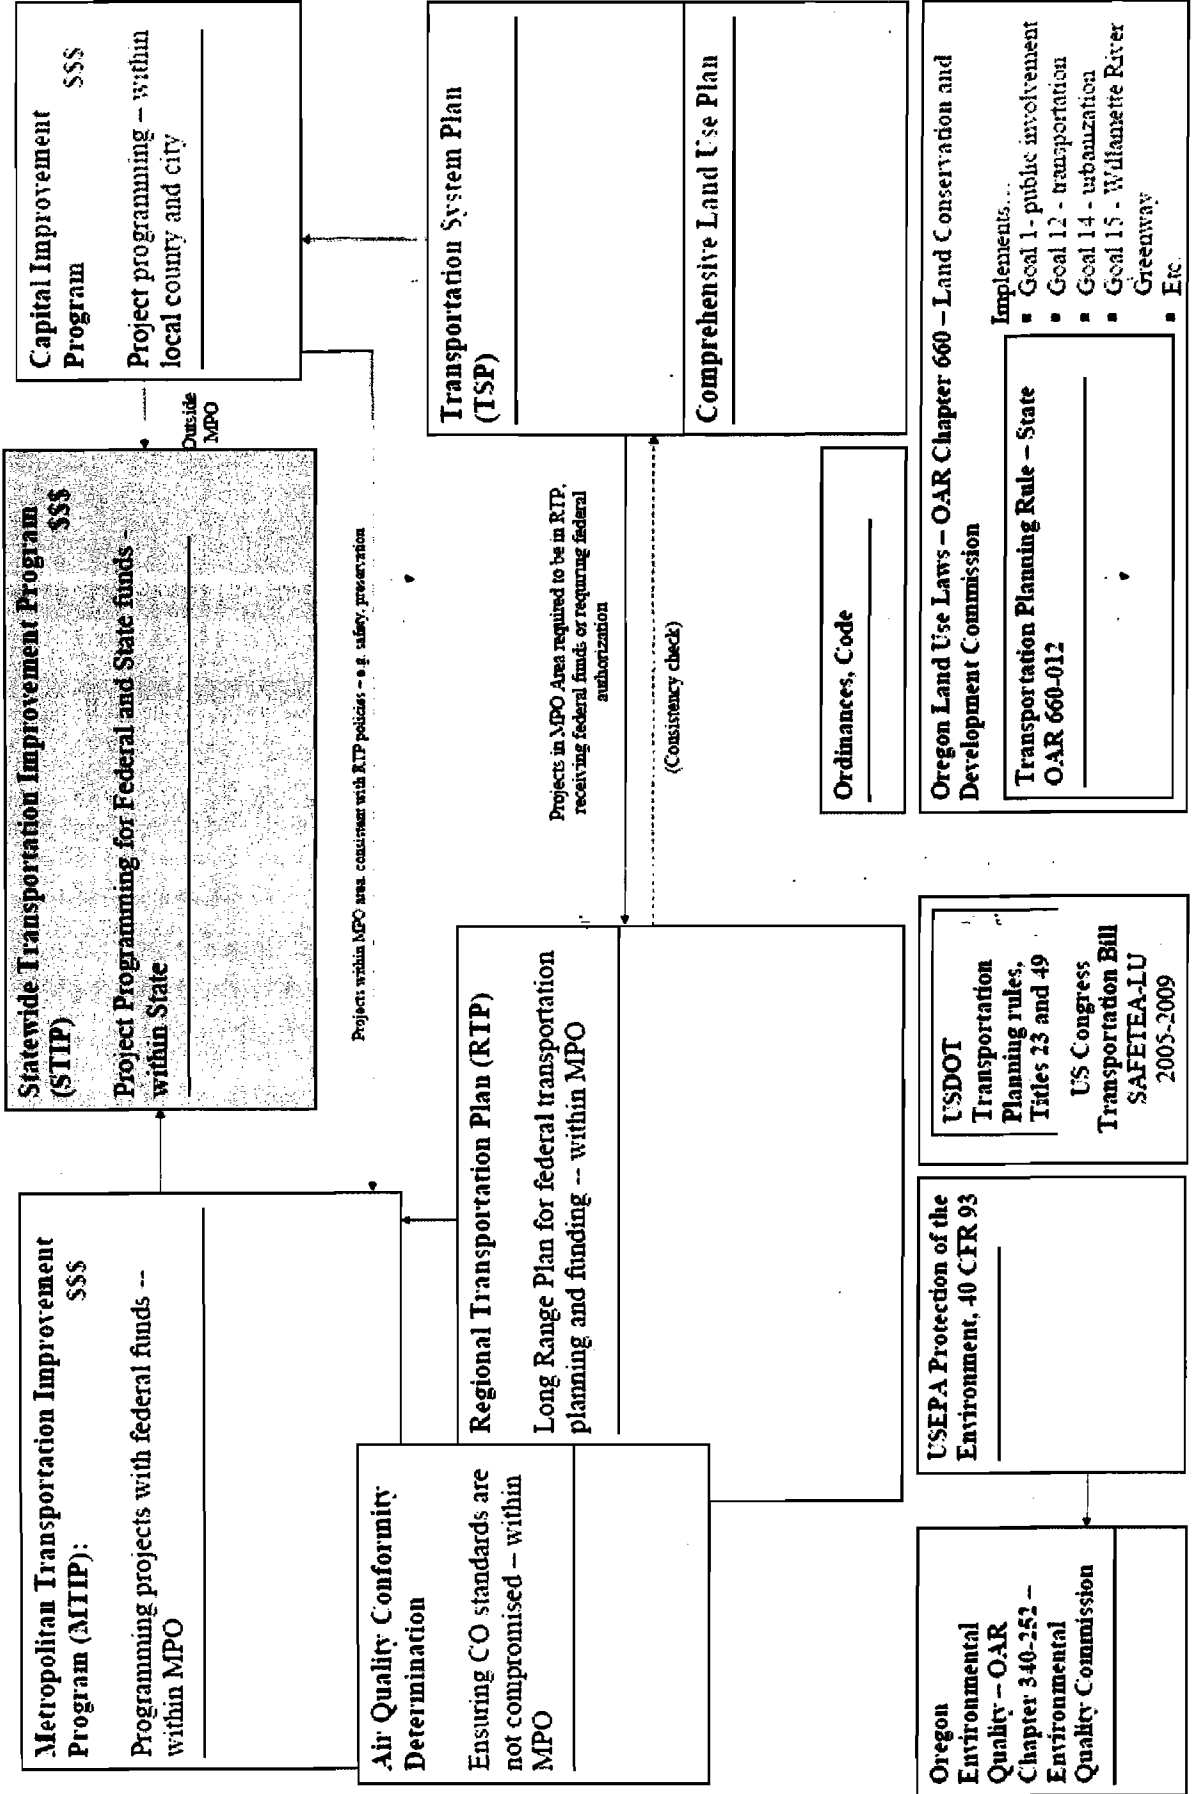 Metropolitan Transportation Improvement
Program (MTIP): $$$
Programming projects with federal funds --
within MPO
Statewide Transportation Improvement Program
(STIP) $$$
Project Programming for Federal and State funds –
within State
Outside
MPO
Capital Improvement
Program $$$
Project programming – within
local county and city
Projects within MPO area consistent with RTP policies – e.g. safety, preservation
Air Quality Conformity
Determination
Ensuring CO standards are
not compromised – within
MPO
Regional Transportation Plan (RTP)
Long Range Plan for federal transportation
planning and funding -- within MPO
Projects in MPO Area required to be in RTP,
receiving federal funds or requiring federal
authorization
(Consistency check)
Transportation System Plan
(TSP)
Comprehensive Land Use Plan
Ordinances, Code
Oregon
Environmental
Quality – OAR
Chapter 340-252 –
Environmental
Quality Commission
USEPA Protection of the
Environment, 40 CFR 93
USDOT
Transportation
Planning rules,
Titles 23 and 49
US Congress
Transportation Bill
SAFETEA-LU
2005-2009
Oregon Land Use Laws – OAR Chapter 660 – Land Conservation and
Development Commission
Transportation Planning Rule – State
OAR 660-012
Implements…
▪ Goal 1- public involvement
▪ Goal 12 - transportation
▪ Goal 14 - urbanization
▪ Goal 15 - Willamette River
Greenway
▪ Etc.